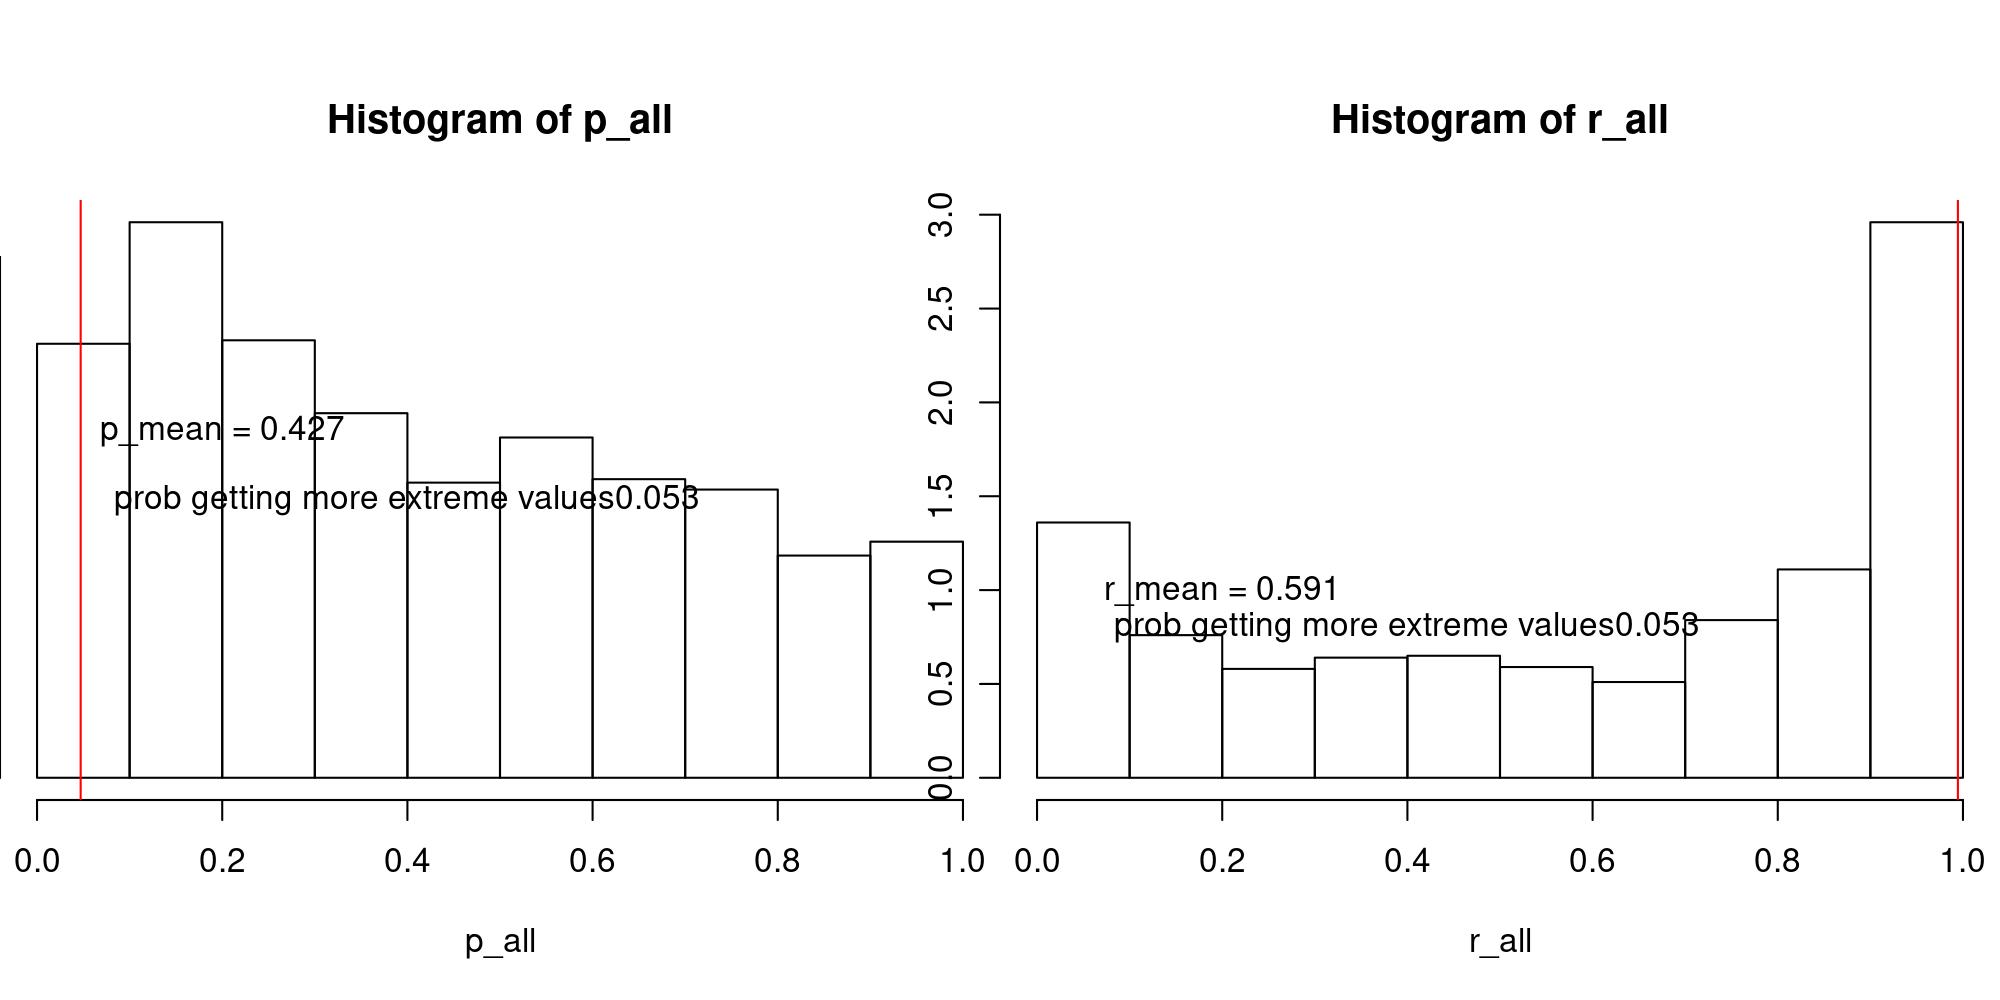 Histogram of p_all
p_mean = 0.427
prob getting more extreme values0.053
0.0 0.2 0.4 0.6 0.8 1.0
p_all
Histogram of r_all
3.0
2.5
2.0
1.5
1.0
0.5
0.0
r_mean = 0.591
prob getting more extreme values0.053
0.0 0.2 0.4 0.6 0.8 1.0
r_all